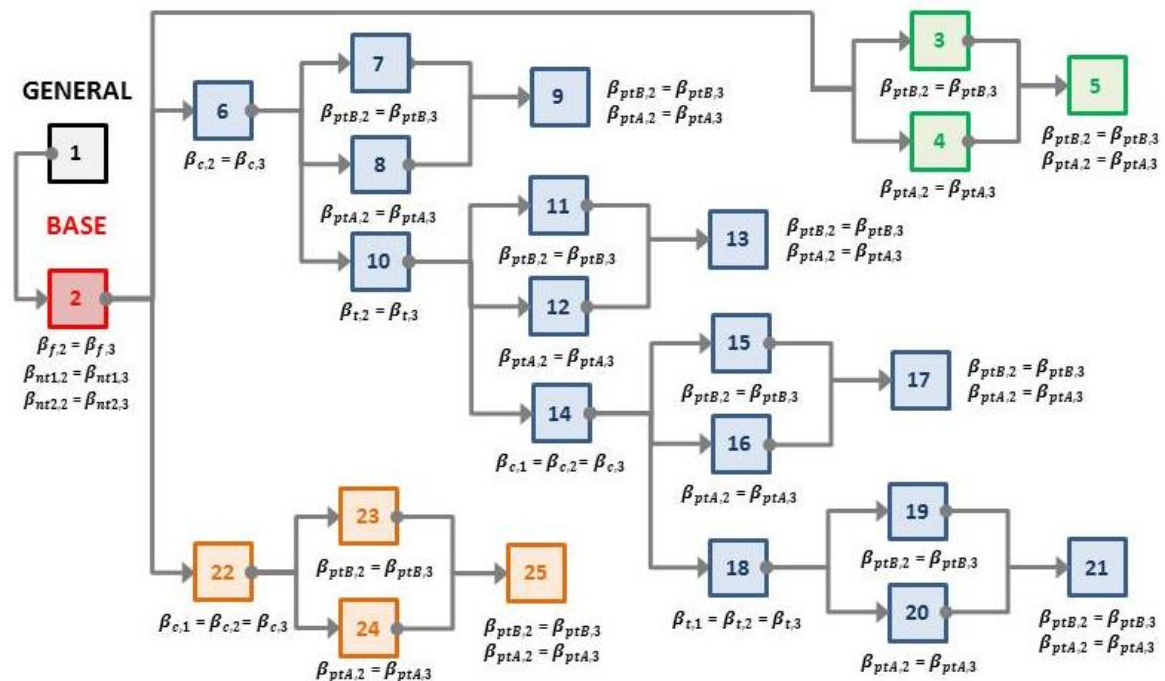 GENERAL
1
BASE
2
β_{f,2} = β_{f,3}
β_{nt1,2} = β_{nt1,3}
β_{nt2,2} = β_{nt2,3}
3
β_{ptB,2} = β_{ptB,3}
4
β_{ptA,2} = β_{ptA,3}
5
β_{ptB,2} = β_{ptB,3}
β_{ptA,2} = β_{ptA,3}
6
β_{c,2} = β_{c,3}
7
β_{ptB,2} = β_{ptB,3}
8
β_{ptA,2} = β_{ptA,3}
9
β_{ptB,2} = β_{ptB,3}
β_{ptA,2} = β_{ptA,3}
10
β_{t,2} = β_{t,3}
11
β_{ptB,2} = β_{ptB,3}
12
β_{ptA,2} = β_{ptA,3}
13
β_{ptB,2} = β_{ptB,3}
β_{ptA,2} = β_{ptA,3}
14
β_{c,1} = β_{c,2} = β_{c,3}
15
β_{ptB,2} = β_{ptB,3}
16
β_{ptA,2} = β_{ptA,3}
17
β_{ptB,2} = β_{ptB,3}
β_{ptA,2} = β_{ptA,3}
18
β_{t,1} = β_{t,2} = β_{t,3}
19
β_{ptB,2} = β_{ptB,3}
20
β_{ptA,2} = β_{ptA,3}
21
β_{ptB,2} = β_{ptB,3}
β_{ptA,2} = β_{ptA,3}
22
β_{c,1} = β_{c,2} = β_{c,3}
23
β_{ptB,2} = β_{ptB,3}
24
β_{ptA,2} = β_{ptA,3}
25
β_{ptB,2} = β_{ptB,3}
β_{ptA,2} = β_{ptA,3}